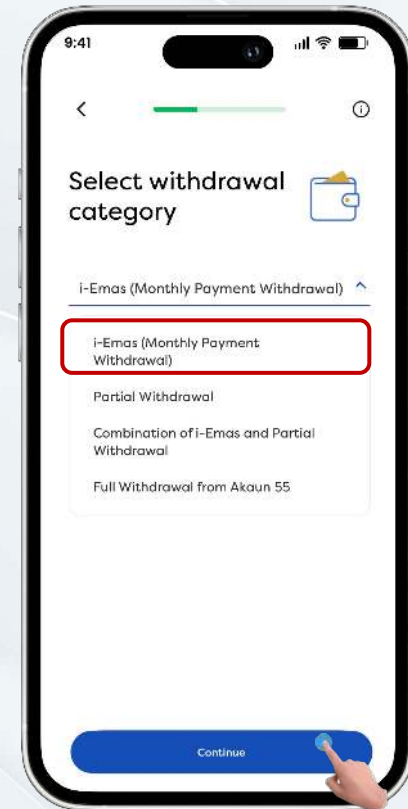 9:41
Select withdrawal
category
i-Emas (Monthly Payment Withdrawal)
i-Emas (Monthly Payment
Withdrawal)
Partial Withdrawal
Combination of i-Emas and Partial
Withdrawal
Full Withdrawal from Akaun 55
Continue